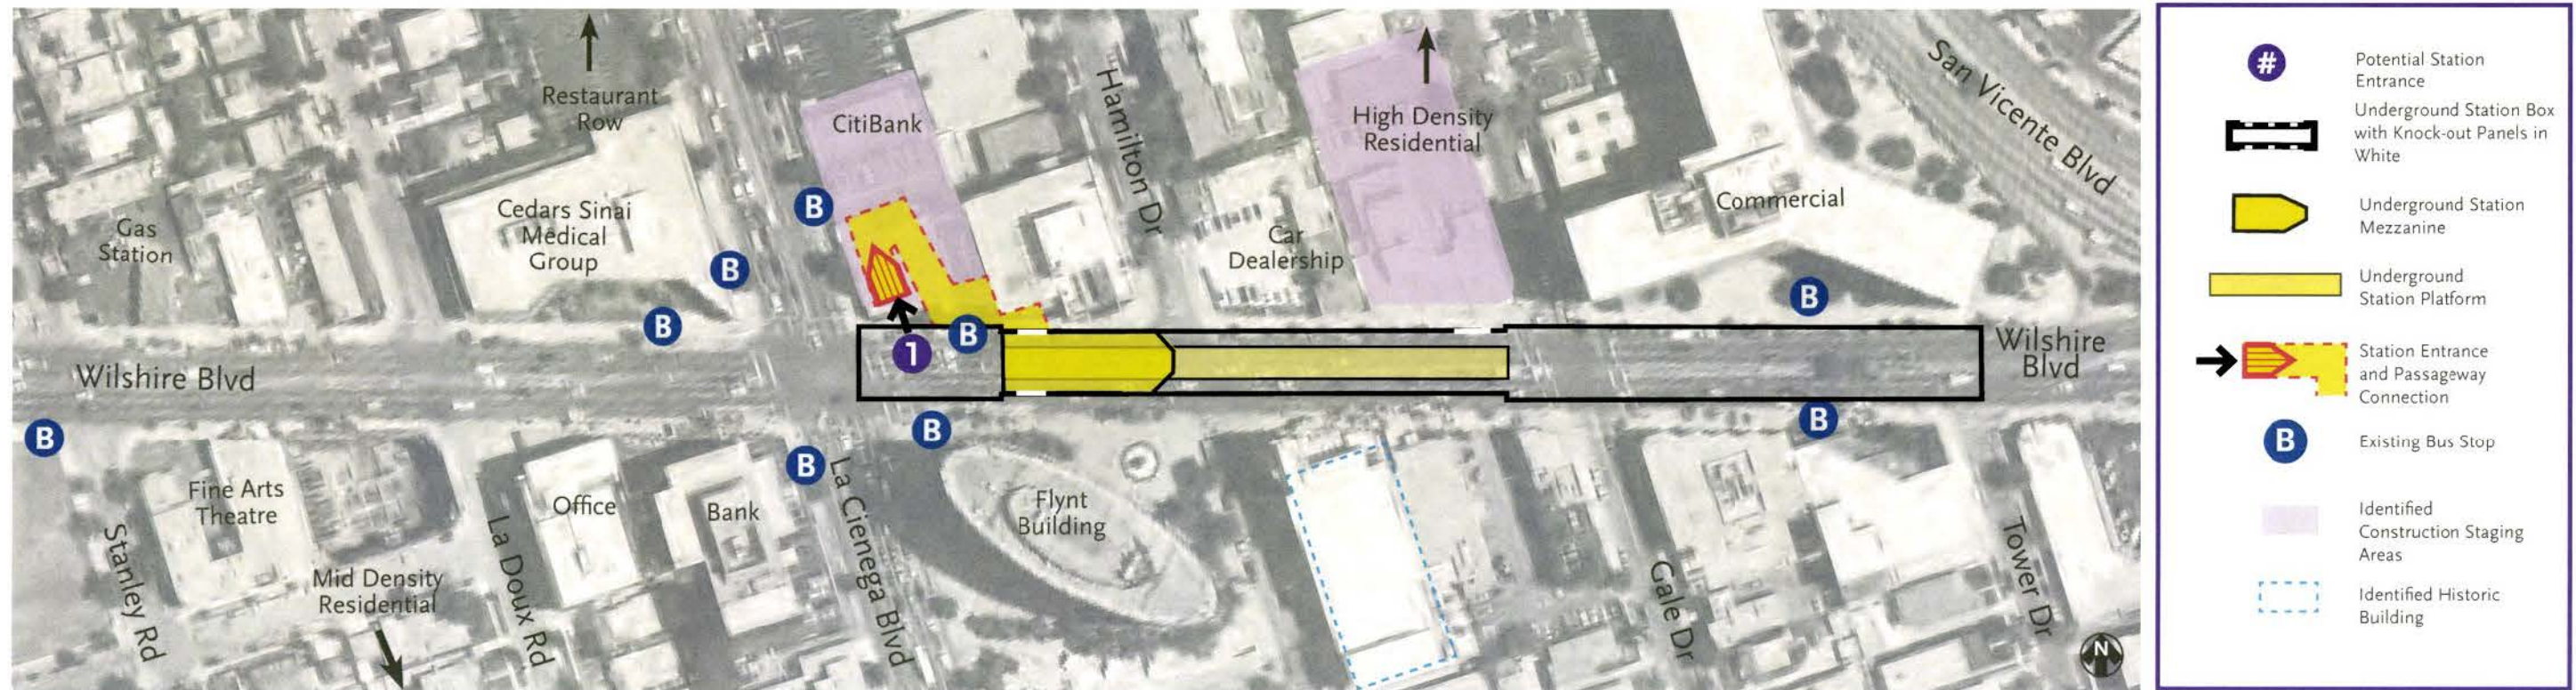 Restaurant
Row
CitiBank
Hamilton Dr
High Density
Residential
San Vicente Blvd
Gas
Station
Cedars Sinai
Medical
Group
B
B
B
Car
Dealership
Commercial
B
B
1
Wilshire Blvd
Wilshire
Blvd
B
B
B
B
Fine Arts
Theatre
Office
Bank
La Cienega Blvd
Flynt
Building
Stanley Rd
Mid Density
Residential
La Doux Rd
Gale Dr
Tower Dr
N
#
Potential Station
Entrance
Underground Station Box
with Knock-out Panels in
White
Underground Station
Mezzanine
Underground
Station Platform
Station Entrance
and Passageway
Connection
B
Existing Bus Stop
Identified
Construction Staging
Areas
Identified Historic
Building